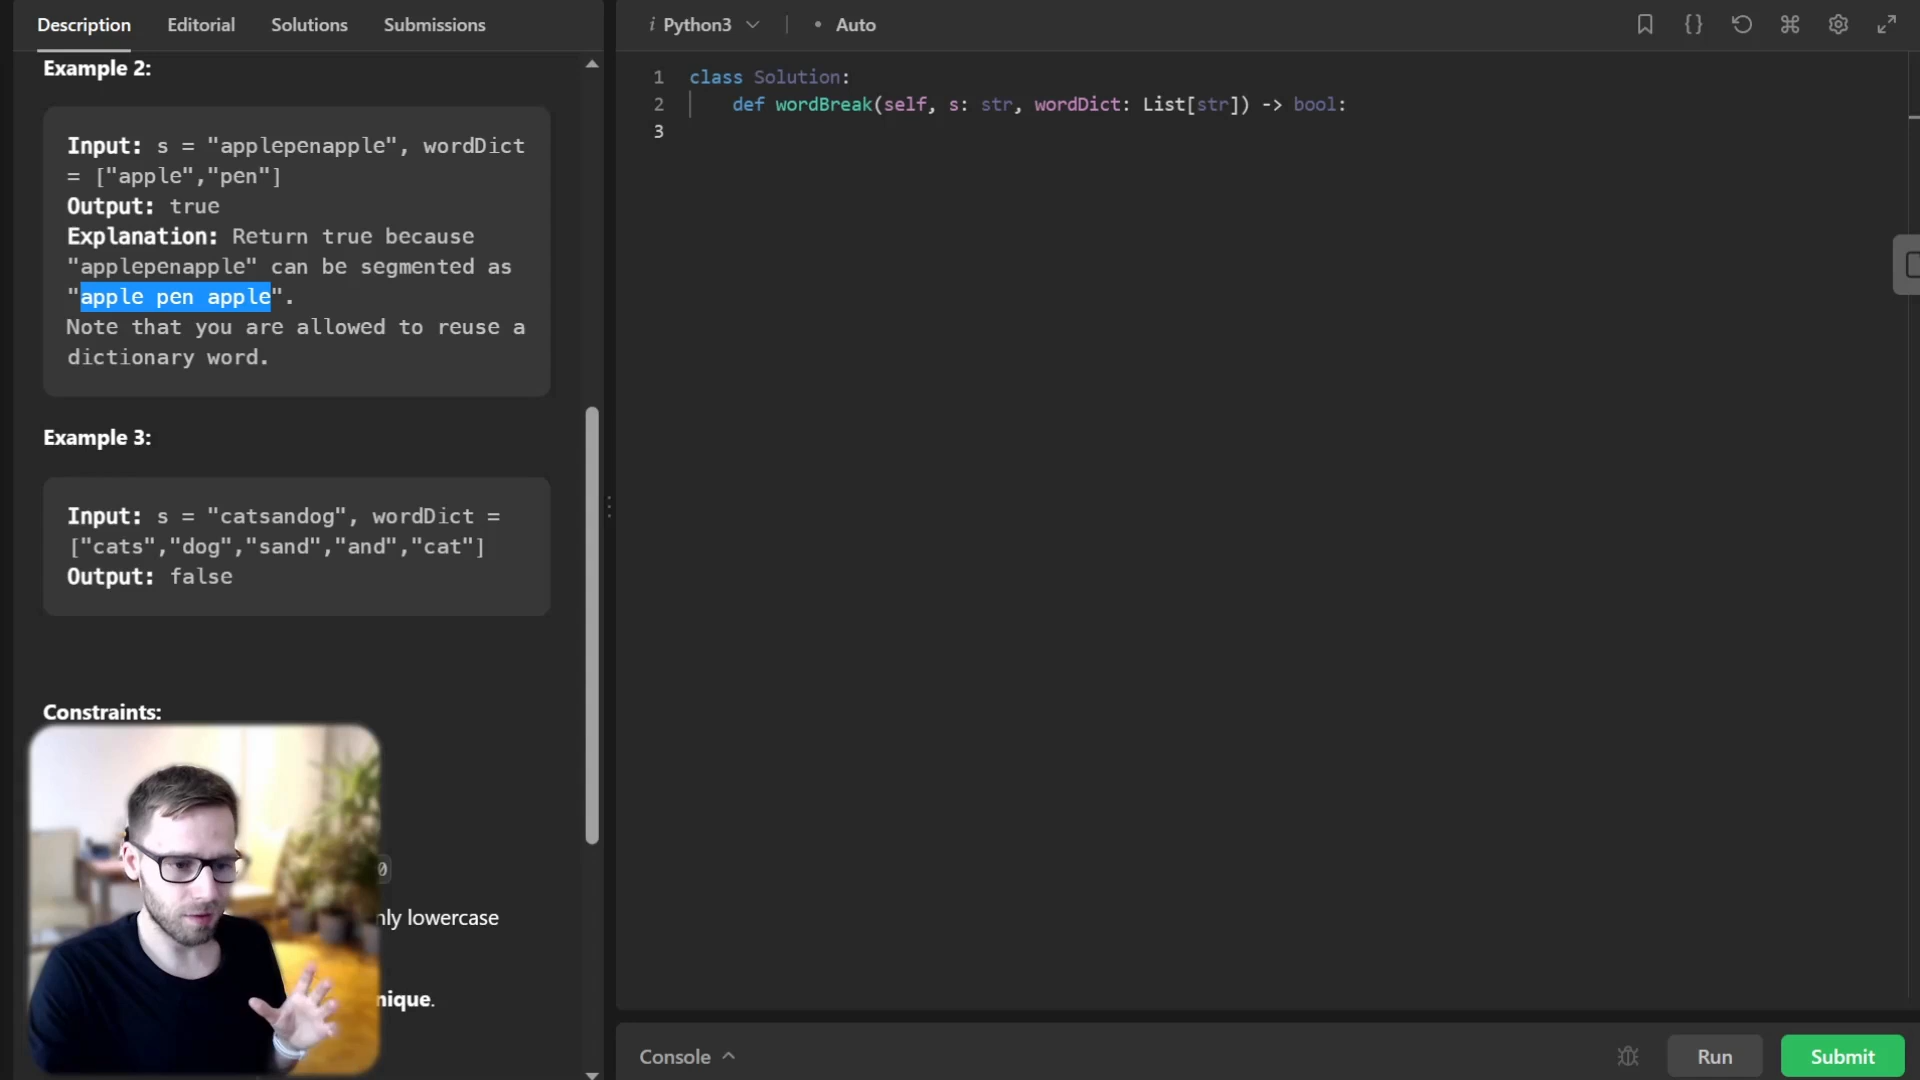 Description Editorial Solutions Submissions
Example 2:
Input: s = "applepenapple", wordDict
= ["apple","pen"]
Output: true
Explanation: Return true because
"applepenapple" can be segmented as
"apple pen apple".
Note that you are allowed to reuse a
dictionary word.
Example 3:
Input: s = "catsandog", wordDict =
["cats","dog","sand","and","cat"]
Output: false
Constraints:
0
lowercase
i Python3 • Auto
1 class Solution:
2 def wordBreak(self, s: str, wordDict: List[str]) -> bool:
3
Console
Run
Submit